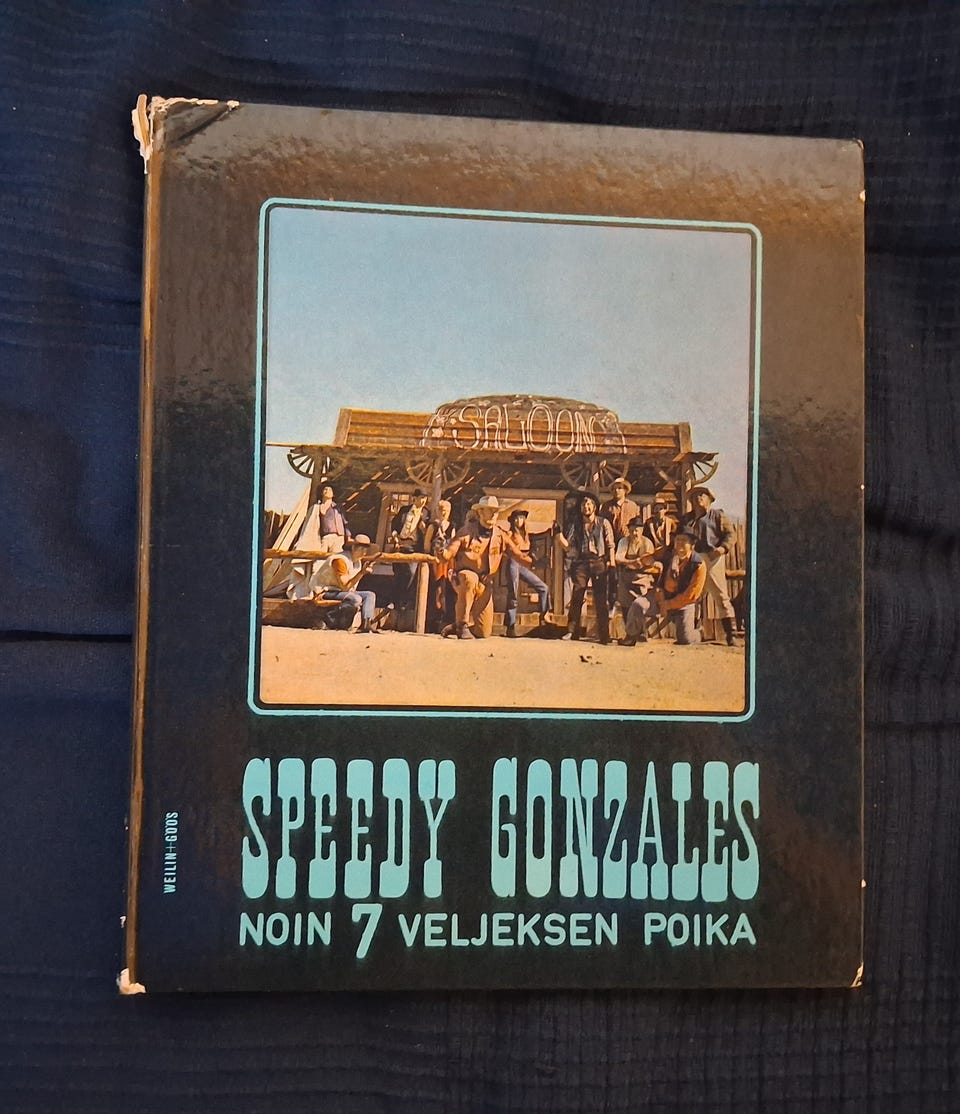 SALOON
SPEEDY GONZALES
NOIN 7 VELJEKSEN POIKA
WEILIN+GÖÖS